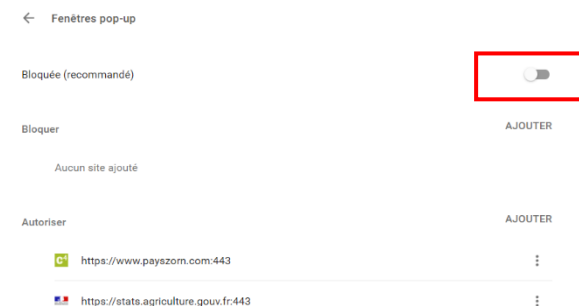 Fenêtres pop-up
Bloquée (recommandé)
Bloquer AJOUTER
Aucun site ajouté
Autoriser AJOUTER
C⁴ https://www.payszorn.com:443
https://stats.agriculture.gouv.fr:443